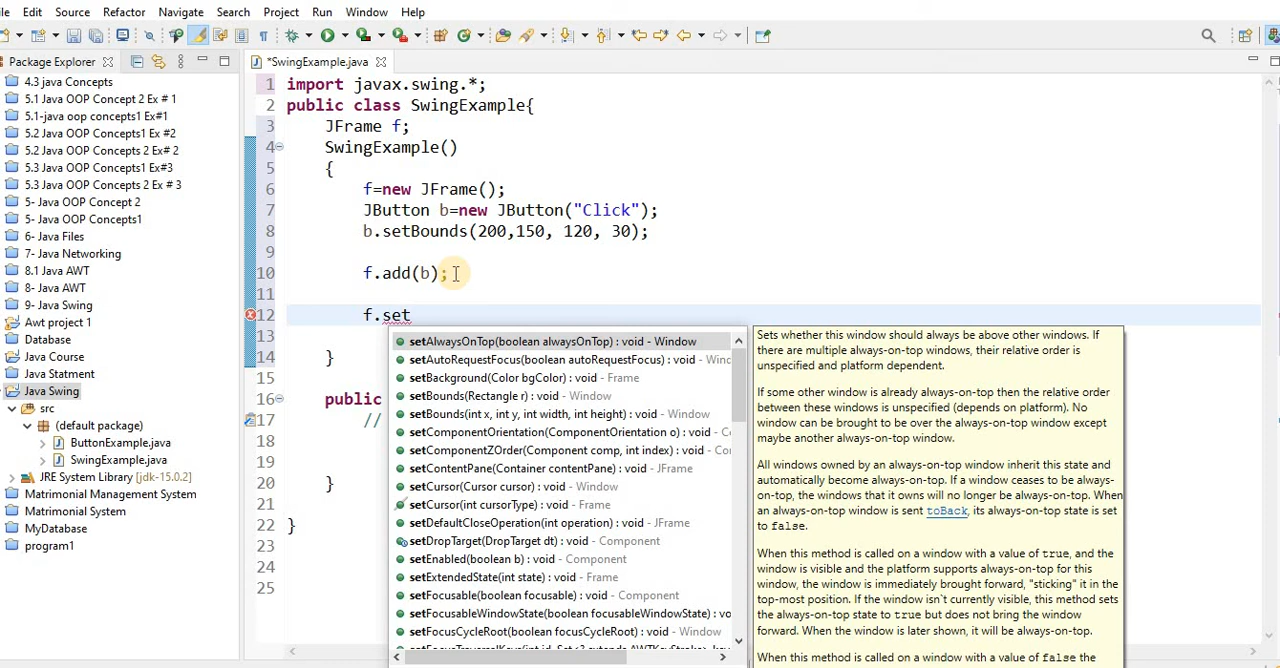 ile Edit Source Refactor Navigate Search Project Run Window Help
Package Explorer
*SwingExample.java
4.3 java Concepts
5.1 Java OOP Concept 2 Ex # 1
5.1-java oop concepts1 Ex#1
5.2 Java OOP Concepts1 Ex #2
5.2 Java OOP Concepts 2 Ex# 2
5.3 Java OOP Concepts1 Ex#3
5.3 Java OOP Concepts 2 Ex # 3
5- Java OOP Concept 2
5- Java OOP Concepts1
6- Java Files
7- Java Networking
8.1 Java AWT
8- Java AWT
9- Java Swing
Awt project 1
Database
Java Course
Java Statment
Java Swing
src
(default package)
ButtonExample.java
SwingExample.java
JRE System Library [jdk-15.0.2]
Matrimonial Management System
Matrimonial System
MyDatabase
program1
1 import javax.swing.*;
2 public class SwingExample{
3 JFrame f;
4 SwingExample()
5 {
6 f=new JFrame();
7 JButton b=new JButton("Click");
8 b.setBounds(200,150, 120, 30);
9
10 f.add(b);
11
12 f.set
13
14 }
15
16 public
17 //
18
19
20 }
21
22 }
23
24
25
setAlwaysOnTop(boolean alwaysOnTop) : void - Window
setAutoRequestFocus(boolean autoRequestFocus) : void - Winc
setBackground(Color bgColor) : void - Frame
setBounds(Rectangle r) : void - Window
setBounds(int x, int y, int width, int height) : void - Window
setComponentOrientation(ComponentOrientation o) : void - Wi
setComponentZOrder(Component comp, int index) : void - Co
setContentPane(Container contentPane) : void - JFrame
setCursor(Cursor cursor) : void - Window
setCursor(int cursorType) : void - Frame
setDefaultCloseOperation(int operation) : void - JFrame
setDropTarget(DropTarget dt) : void - Component
setEnabled(boolean b) : void - Component
setExtendedState(int state) : void - Frame
setFocusable(boolean focusable) : void - Component
setFocusableWindowState(boolean focusableWindowState) : vo
setFocusCycleRoot(boolean focusCycleRoot) : void - Window
Sets whether this window should always be above other windows. If
there are multiple always-on-top windows, their relative order is
unspecified and platform dependent.
If some other window is already always-on-top then the relative order
between these windows is unspecified (depends on platform). No
window can be brought to be over the always-on-top window except
maybe another always-on-top window.
All windows owned by an always-on-top window inherit this state and
automatically become always-on-top. If a window ceases to be always-
on-top, the windows that it owns will no longer be always-on-top. When
an always-on-top window is sent toBack, its always-on-top state is set
to false.
When this method is called on a window with a value of true, and the
window is visible and the platform supports always-on-top for this
window, the window is immediately brought forward, "sticking" it in the
top-most position. If the window isn`t currently visible, this method sets
the always-on-top state to true but does not bring the window
forward. When the window is later shown, it will be always-on-top.
When this method is called on a window with a value of false the